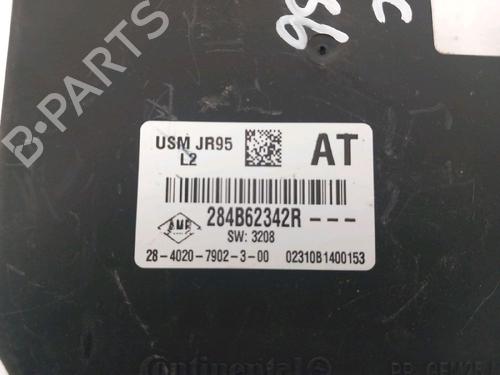 B-PARTS
USM JR95
L2
AT
284B62342R---
SW: 3208
28-4020-7902-3-00
02310B1400153
Continental